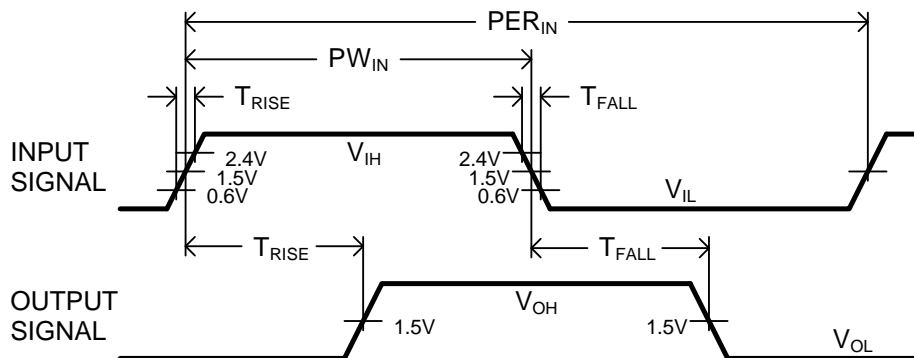 PER_IN
PW_IN
T_RISE T_FALL
INPUT SIGNAL
V_IH
2.4V 2.4V
1.5V 1.5V
0.6V 0.6V
V_IL
T_RISE T_FALL
OUTPUT SIGNAL
V_OH
1.5V 1.5V
V_OL